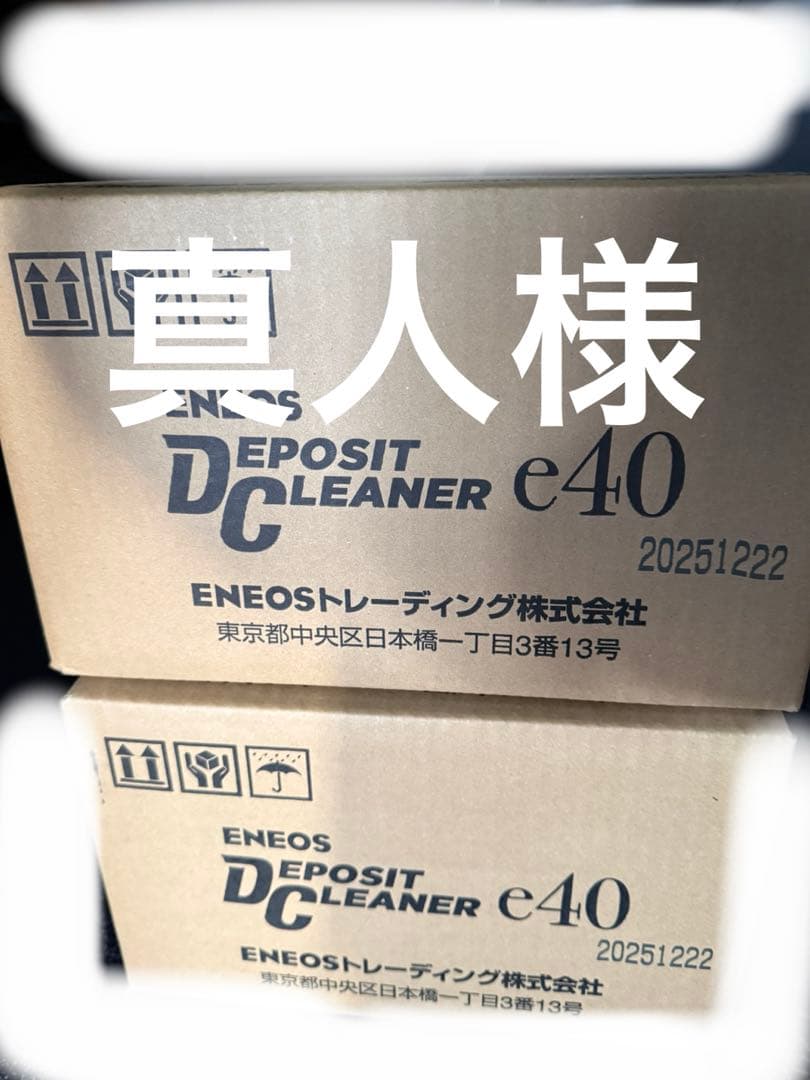 真人様
ENEOS
DEPOSIT
CLEANER e40
20251222
ENEOSトレーディング株式会社
東京都中央区日本橋一丁目3番13号
ENEOS
DEPOSIT
CLEANER e40
20251222
ENEOSトレーディング株式会社
東京都中央区日本橋一丁目3番13号